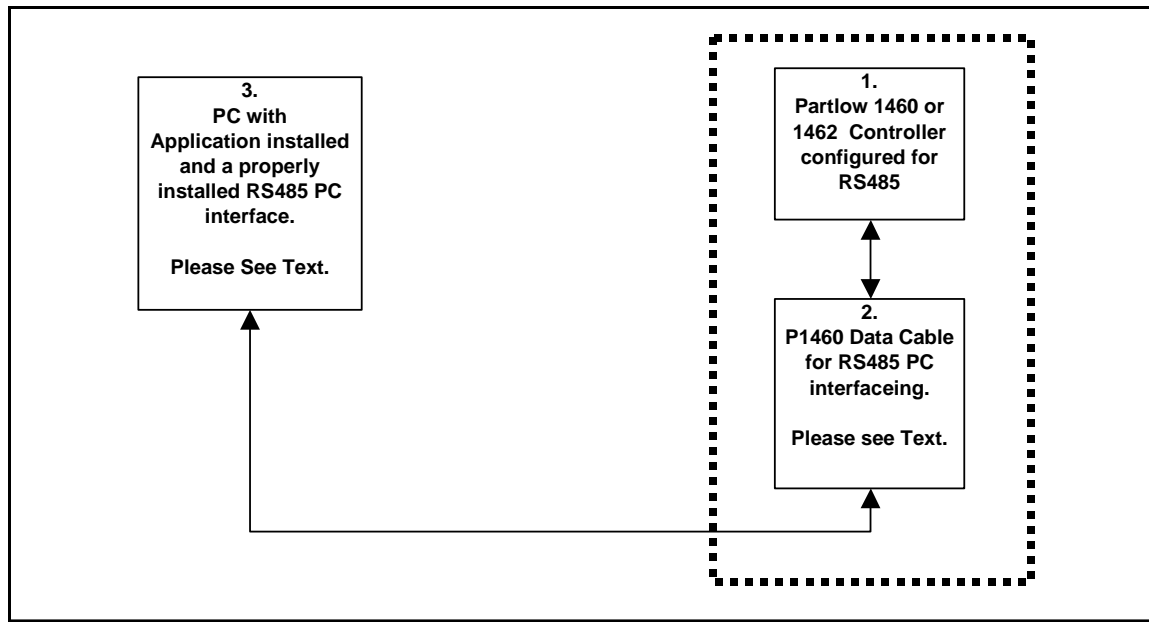 3.
PC with
Application installed
and a properly
installed RS485 PC
interface.
Please See Text.
1.
Partlow 1460 or
1462 Controller
configured for
RS485
2.
P1460 Data Cable
for RS485 PC
interfaceing.
Please see Text.